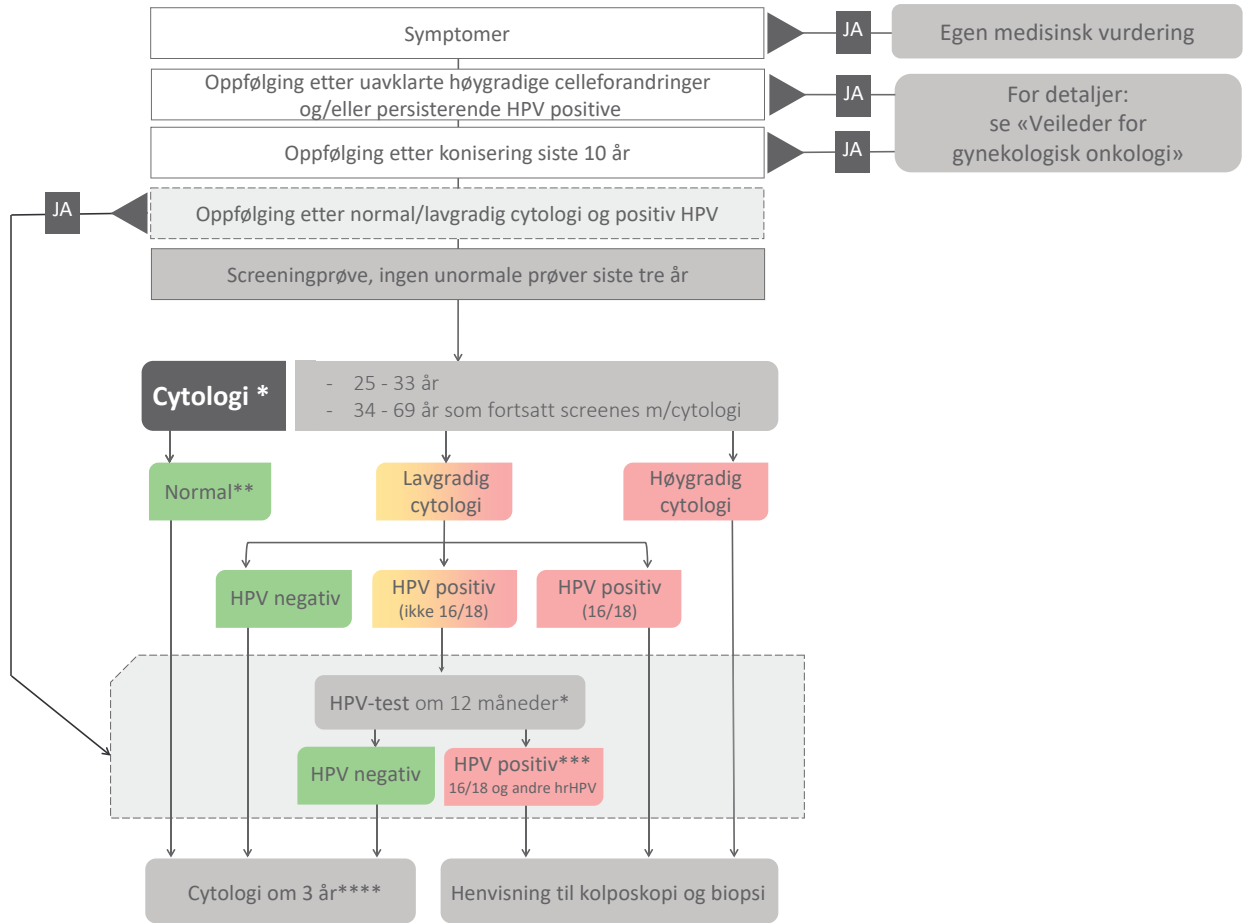 Symptomer
JA
Egen medisinsk vurdering
Oppfølging etter uavklarte høygradige celleforandringer
og/eller persisterende HPV positive
JA
For detaljer:
se «Veileder for
gynekologisk onkologi»
Oppfølging etter konisering siste 10 år
JA
JA
Oppfølging etter normal/lavgradig cytologi og positiv HPV
Screeningprøve, ingen unormale prøver siste tre år
Cytologi *
- 25 - 33 år
- 34 - 69 år som fortsatt screenes m/cytologi
Normal**
Lavgradig
cytologi
Høygradig
cytologi
HPV negativ
HPV positiv
(ikke 16/18)
HPV positiv
(16/18)
HPV-test om 12 måneder*
HPV negativ
HPV positiv***
16/18 og andre hrHPV
Cytologi om 3 år****
Henvisning til kolposkopi og biopsi